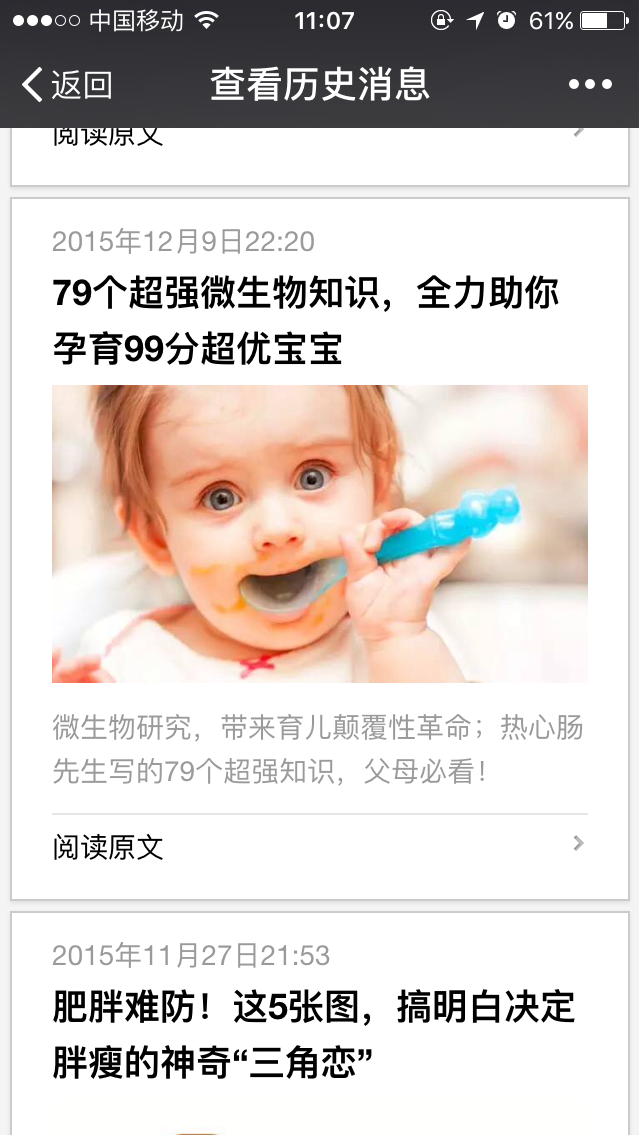 中国移动 11:07 61%
返回 查看历史消息
阅读原文
2015年12月9日22:20
79个超强微生物知识，全力助你
孕育99分超优宝宝
微生物研究，带来育儿颠覆性革命；热心肠
先生写的79个超强知识，父母必看！
阅读原文
2015年11月27日21:53
肥胖难防！这5张图，搞明白决定
胖瘦的神奇“三角恋”